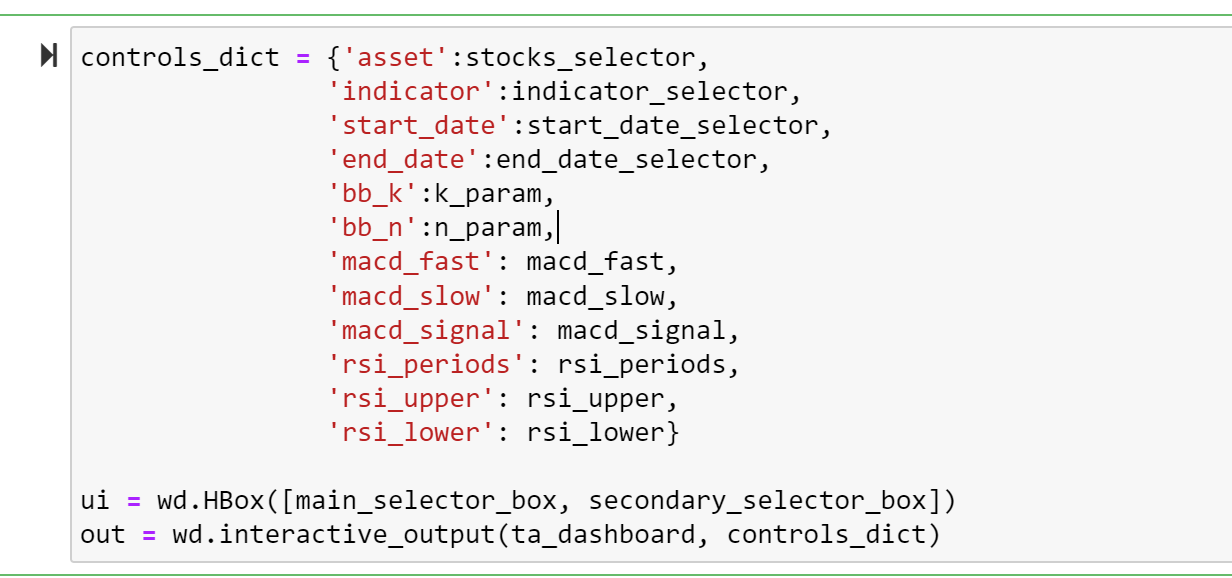 controls_dict = {'asset':stocks_selector,
                'indicator':indicator_selector,
                'start_date':start_date_selector,
                'end_date':end_date_selector,
                'bb_k':k_param,
                'bb_n':n_param,
                'macd_fast': macd_fast,
                'macd_slow': macd_slow,
                'macd_signal': macd_signal,
                'rsi_periods': rsi_periods,
                'rsi_upper': rsi_upper,
                'rsi_lower': rsi_lower}

ui = wd.HBox([main_selector_box, secondary_selector_box])
out = wd.interactive_output(ta_dashboard, controls_dict)